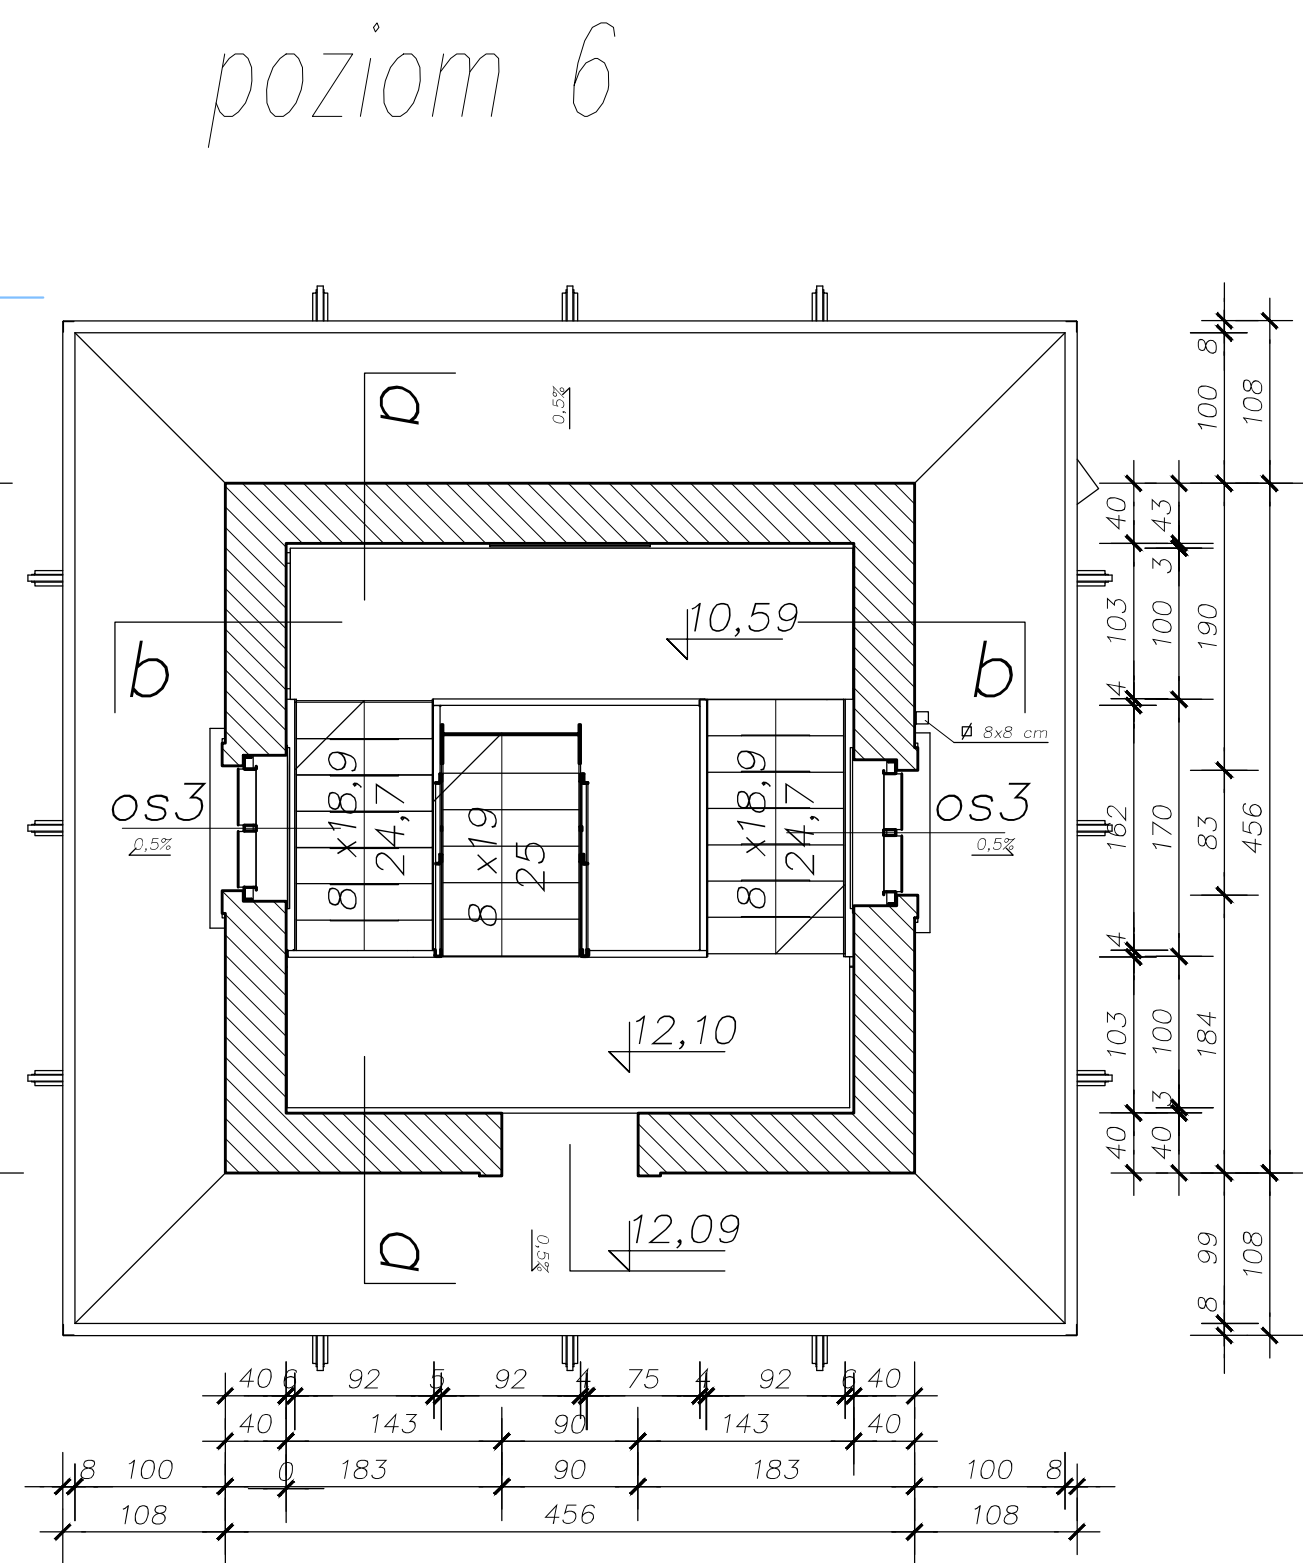 poziom 6
a
0,5%
10,59
b
b
8x8 cm
os3
0,5%
8 x18,9
24,7
8 x19
25
8 x18,9
24,7
os3
0,5%
12,10
12,09
0,5%
a
40 6 92 5 92 4 75 4 92 6 40
40 143 90 143 40
8 100 0 183 90 183 100 8
108 456 108
40 103 4 162 4 103 40
43 3 100 170 100 3 40
8 100 190 83 184 99 8
108 456 108